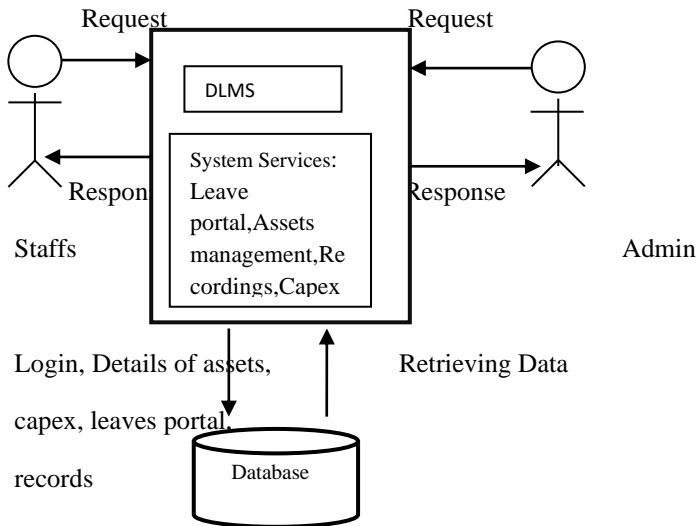 Request
Request
DLMS
System Services:
Leave
portal,Assets
management,Re
cordings,Capex
Respon
Response
Staffs
Admin
Login, Details of assets,
capex, leaves portal,
records
Retrieving Data
Database